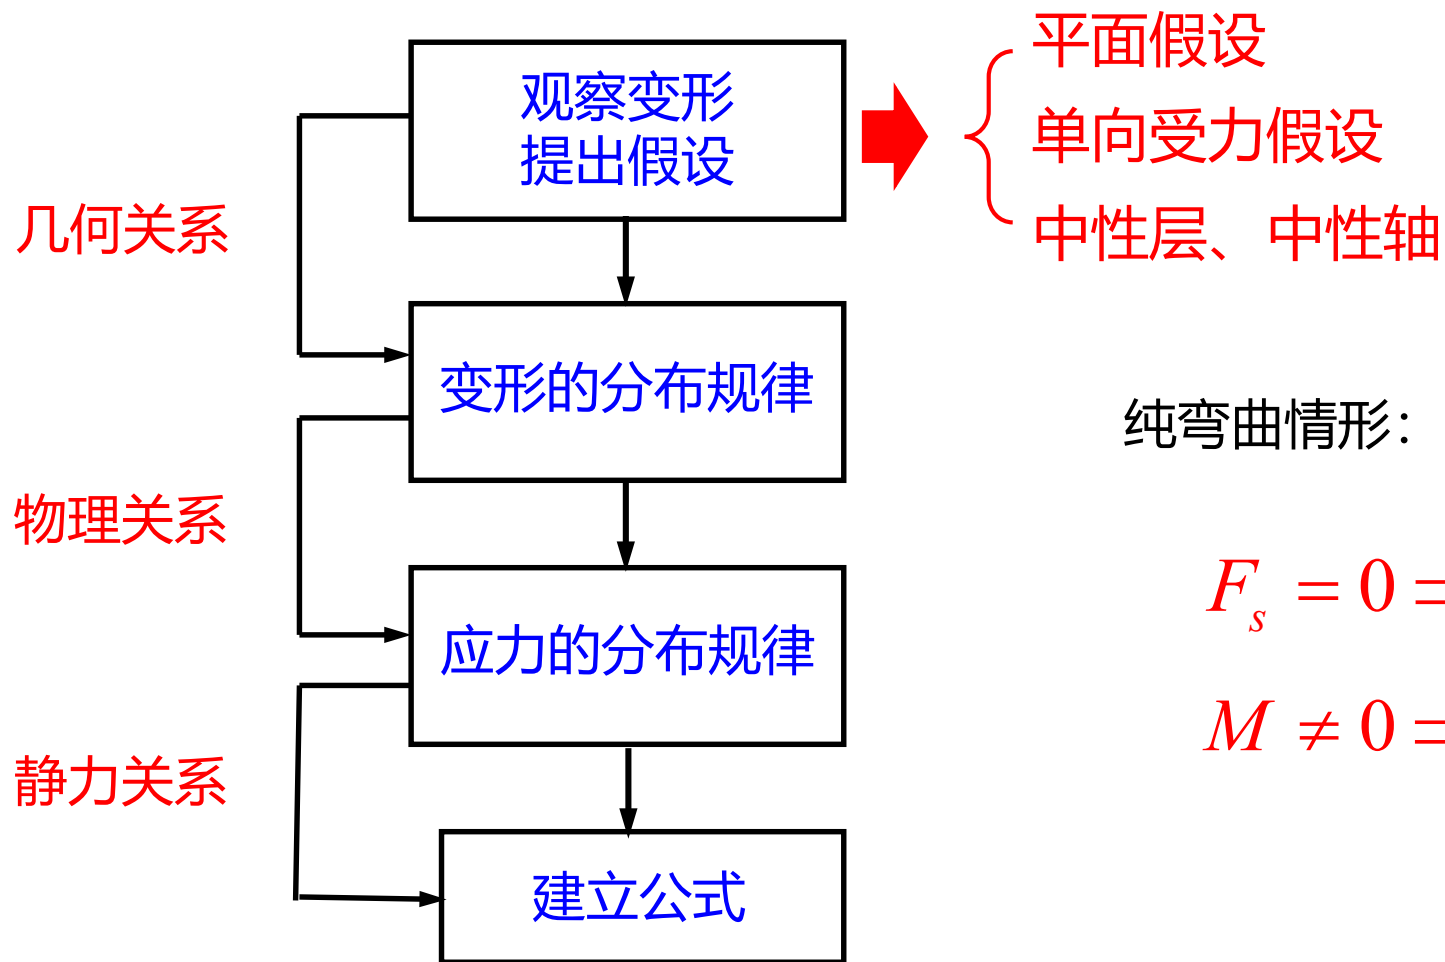 平面假设
观察变形
提出假设
单向受力假设
中性层、中性轴
几何关系
变形的分布规律
纯弯曲情形：
物理关系
F_s = 0 =
应力的分布规律
M ≠ 0 =
静力关系
建立公式